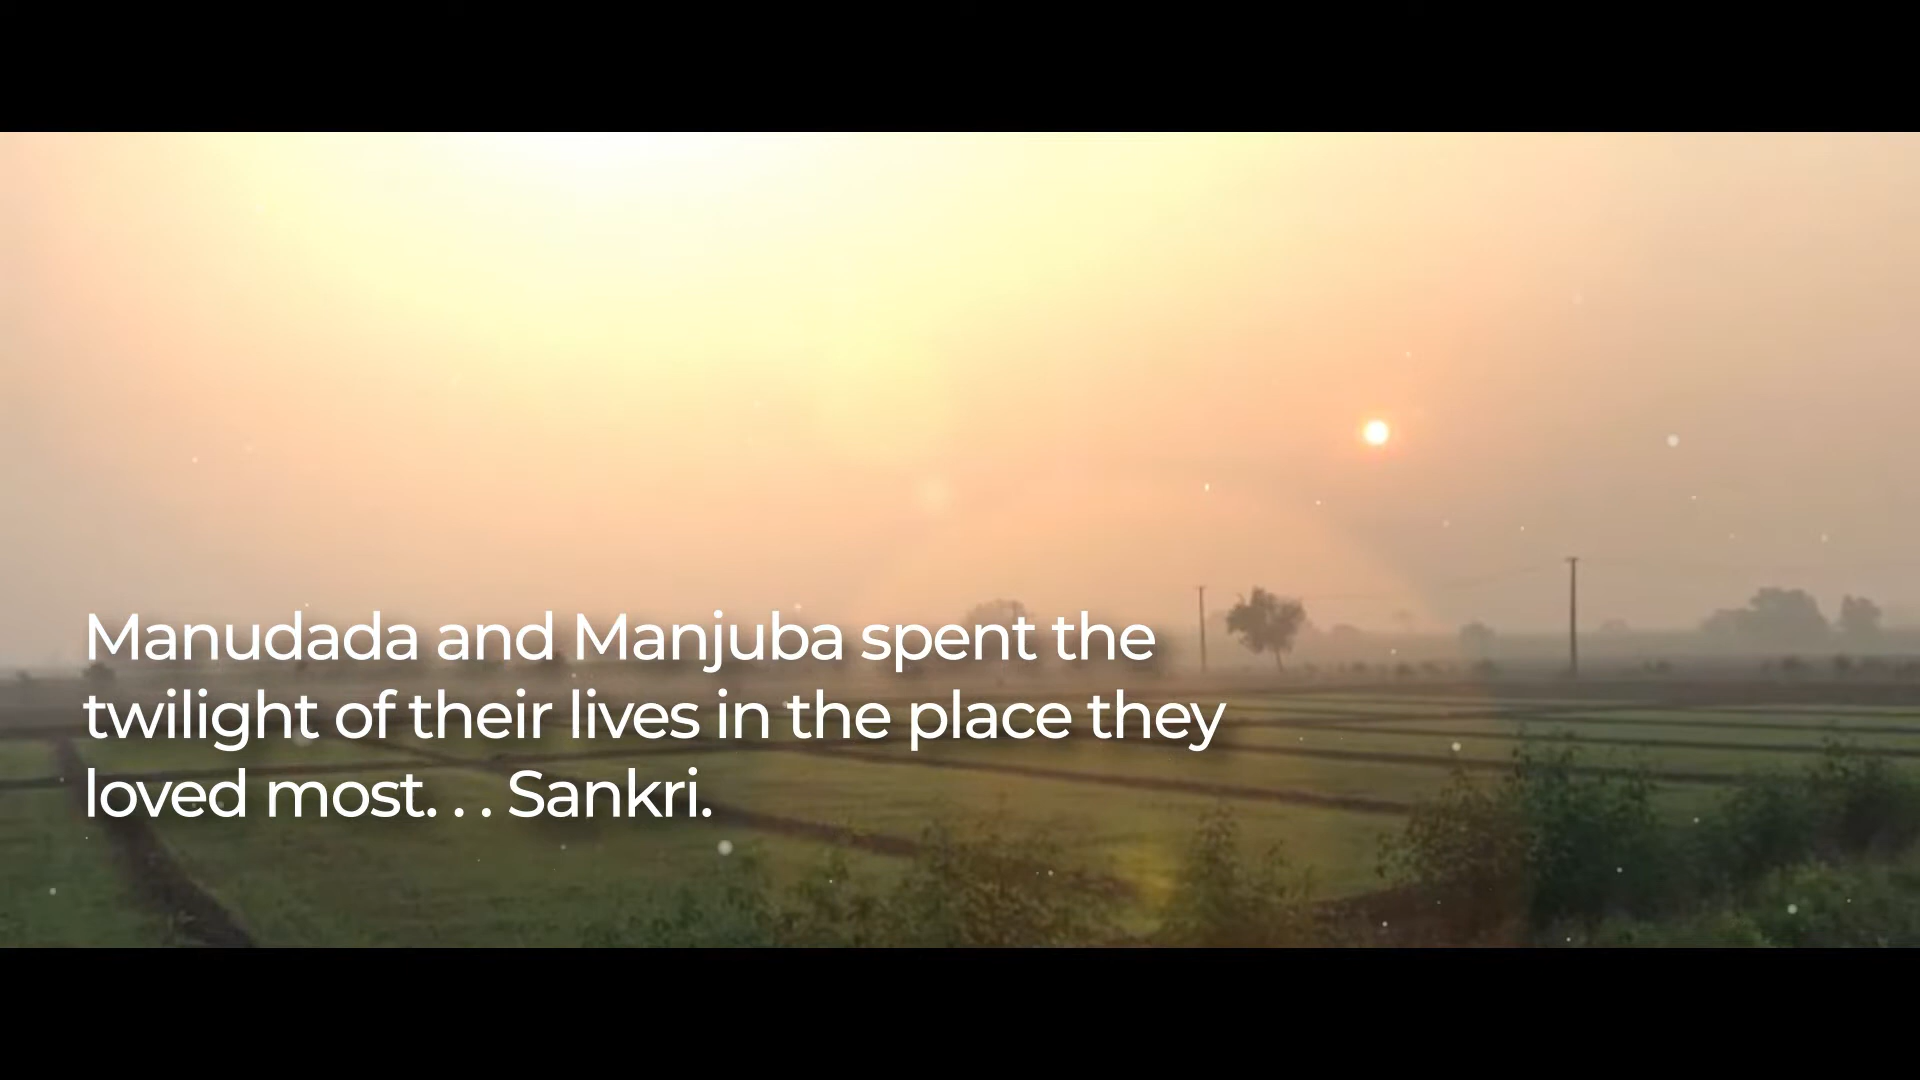 Manudada and Manjuba spent the
twilight of their lives in the place they
loved most. . . Sankri.